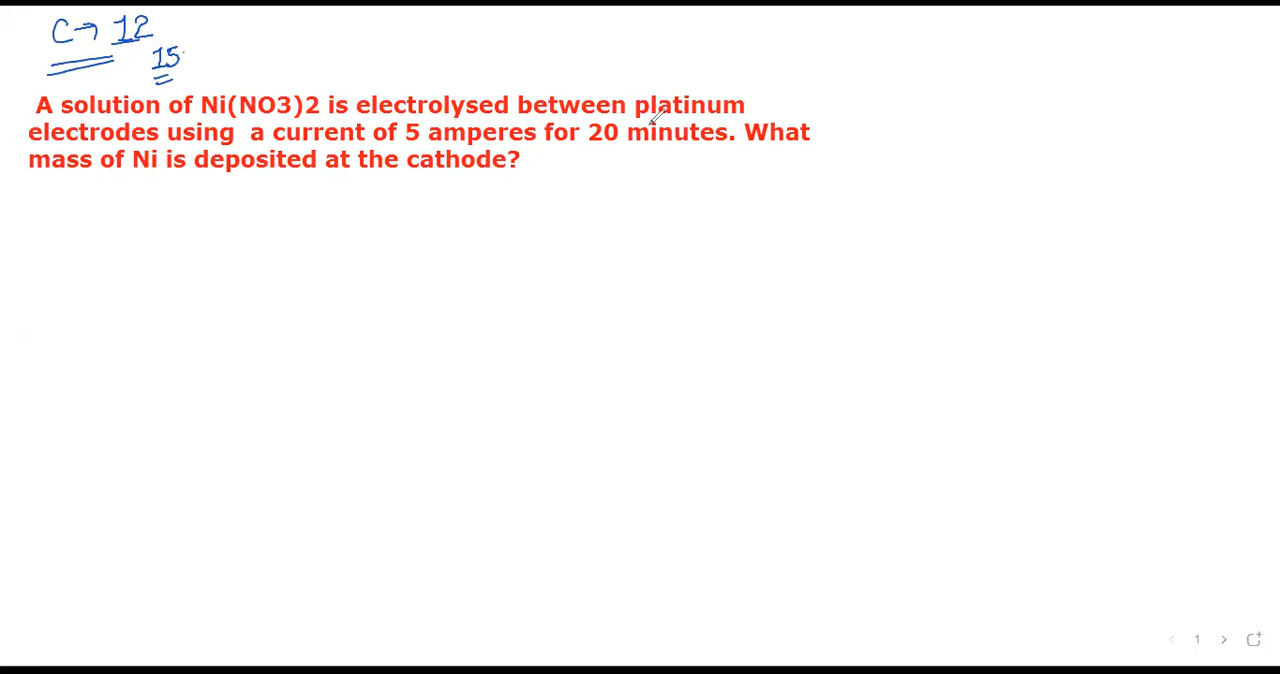 C → 12
15
A solution of Ni(NO3)2 is electrolysed between platinum
electrodes using a current of 5 amperes for 20 minutes. What
mass of Ni is deposited at the cathode?
1